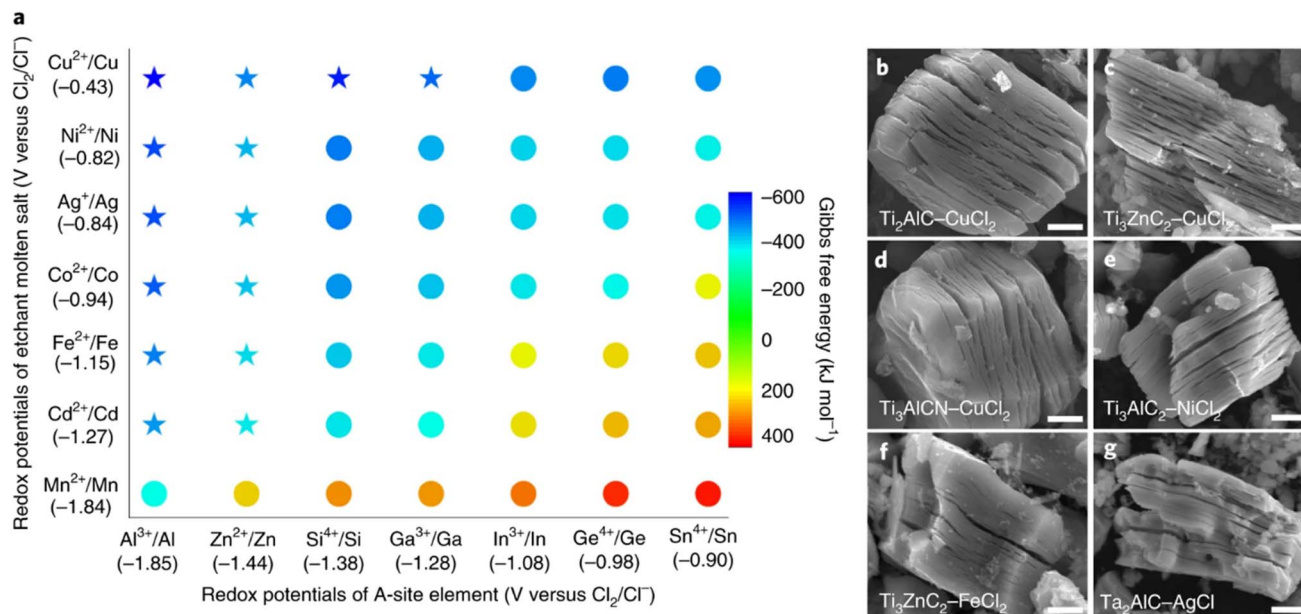 a
Redox potentials of etchant molten salt (V versus Cl₂/Cl⁻)
Cu²⁺/Cu
(−0.43)
Ni²⁺/Ni
(−0.82)
Ag⁺/Ag
(−0.84)
Co²⁺/Co
(−0.94)
Fe²⁺/Fe
(−1.15)
Cd²⁺/Cd
(−1.27)
Mn²⁺/Mn
(−1.84)
Al³⁺/Al
(−1.85)
Zn²⁺/Zn
(−1.44)
Si⁴⁺/Si
(−1.38)
Ga³⁺/Ga
(−1.28)
In³⁺/In
(−1.08)
Ge⁴⁺/Ge
(−0.98)
Sn⁴⁺/Sn
(−0.90)
Redox potentials of A-site element (V versus Cl₂/Cl⁻)
−600
−400
−200
0
200
400
Gibbs free energy (kJ mol⁻¹)
b
Ti₂AlC–CuCl₂
c
Ti₃ZnC₂–CuCl₂
d
Ti₃AlCN–CuCl₂
e
Ti₃AlC₂–NiCl₂
f
Ti₃ZnC₂–FeCl₂
g
Ta₂AlC–AgCl